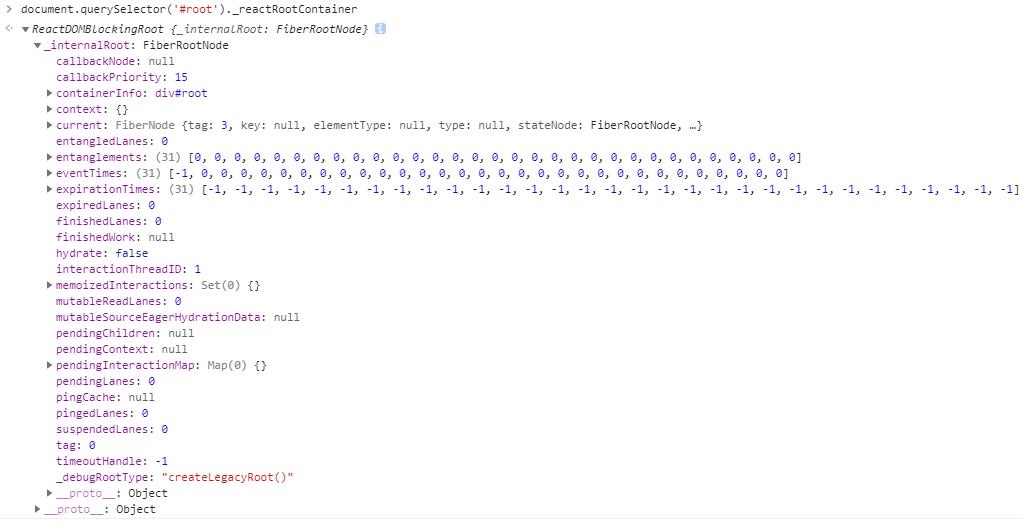 > document.querySelector('#root')._reactRootContainer
ReactDOMBlockingRoot {_internalRoot: FiberRootNode} i
_internalRoot: FiberRootNode
callbackNode: null
callbackPriority: 15
containerInfo: div#root
context: {}
current: FiberNode {tag: 3, key: null, elementType: null, type: null, stateNode: FiberRootNode, …}
entangledLanes: 0
entanglements: (31) [0, 0, 0, 0, 0, 0, 0, 0, 0, 0, 0, 0, 0, 0, 0, 0, 0, 0, 0, 0, 0, 0, 0, 0, 0, 0, 0, 0, 0, 0, 0]
eventTimes: (31) [-1, 0, 0, 0, 0, 0, 0, 0, 0, 0, 0, 0, 0, 0, 0, 0, 0, 0, 0, 0, 0, 0, 0, 0, 0, 0, 0, 0, 0, 0, 0]
expirationTimes: (31) [-1, -1, -1, -1, -1, -1, -1, -1, -1, -1, -1, -1, -1, -1, -1, -1, -1, -1, -1, -1, -1, -1, -1, -1, -1, -1, -1, -1, -1, -1, -1]
expiredLanes: 0
finishedLanes: 0
finishedWork: null
hydrate: false
interactionThreadID: 1
memoizedInteractions: Set(0) {}
mutableReadLanes: 0
mutableSourceEagerHydrationData: null
pendingChildren: null
pendingContext: null
pendingInteractionMap: Map(0) {}
pendingLanes: 0
pingCache: null
pingedLanes: 0
suspendedLanes: 0
tag: 0
timeoutHandle: -1
_debugRootType: "createLegacyRoot()"
__proto__: Object
__proto__: Object